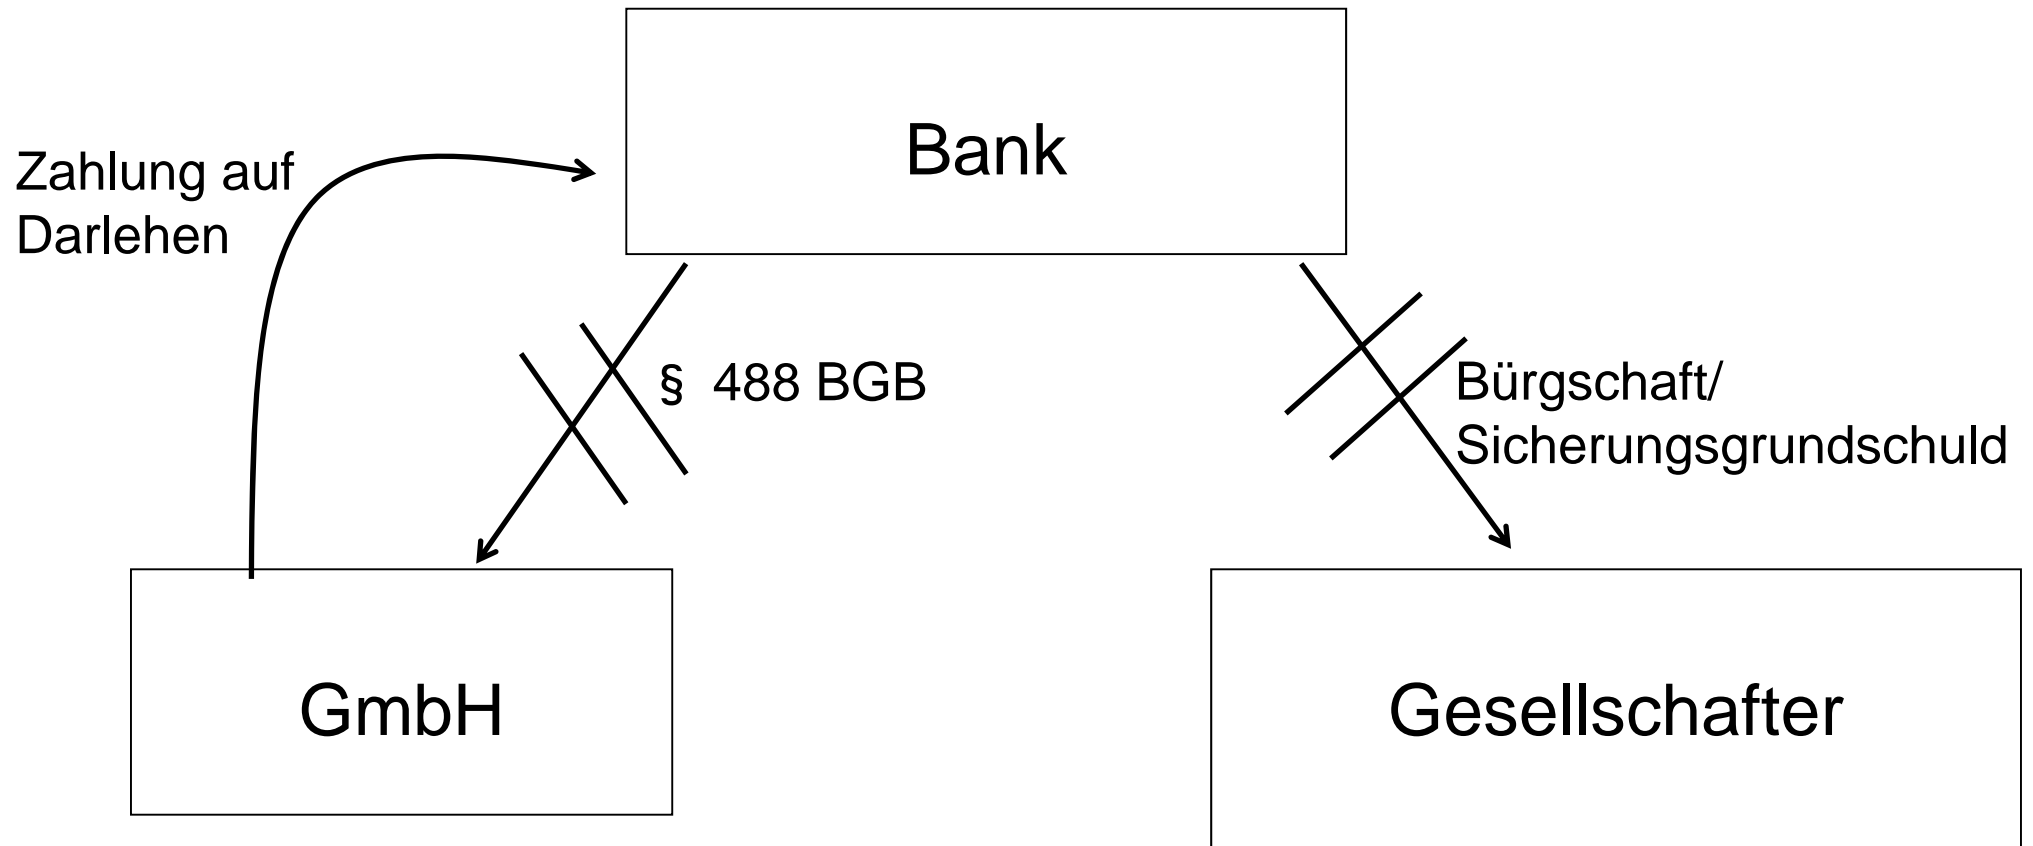 Bank
Zahlung auf
Darlehen
§ 488 BGB
Bürgschaft/
Sicherungsgrundschuld
GmbH
Gesellschafter